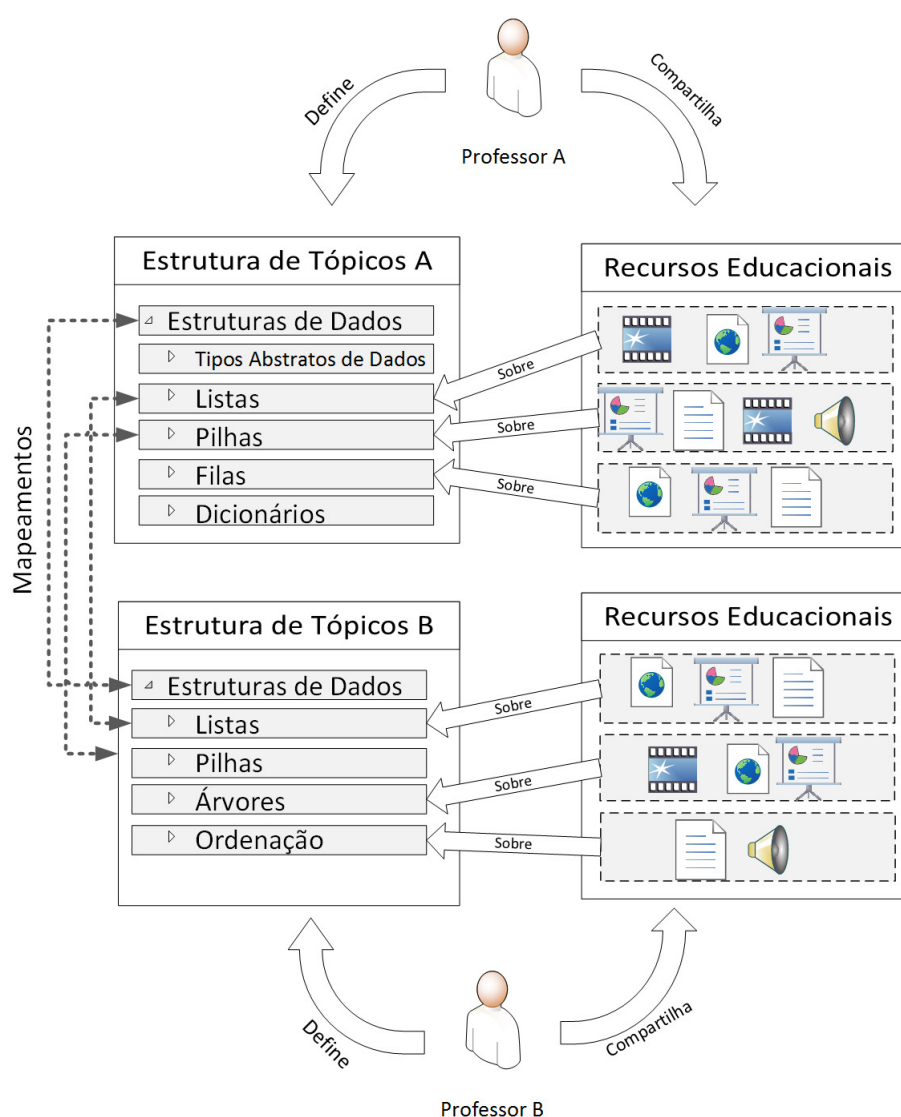 Define
Compartilha
Professor A
Estrutura de Tópicos A
Estruturas de Dados
Tipos Abstratos de Dados
Listas
Pilhas
Filas
Dicionários
Recursos Educacionais
Sobre
Sobre
Sobre
Mapeamentos
Estrutura de Tópicos B
Estruturas de Dados
Listas
Pilhas
Árvores
Ordenação
Recursos Educacionais
Sobre
Sobre
Sobre
Define
Compartilha
Professor B